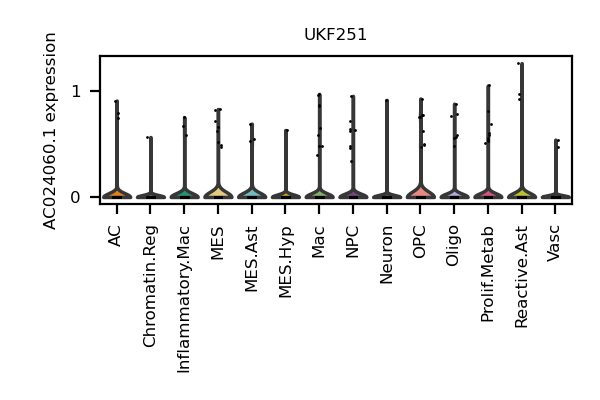 UKF251
AC024060.1 expression
1
0
AC
Chromatin.Reg
Inflammatory.Mac
MES
MES.Ast
MES.Hyp
Mac
NPC
Neuron
OPC
Oligo
Prolif.Metab
Reactive.Ast
Vasc